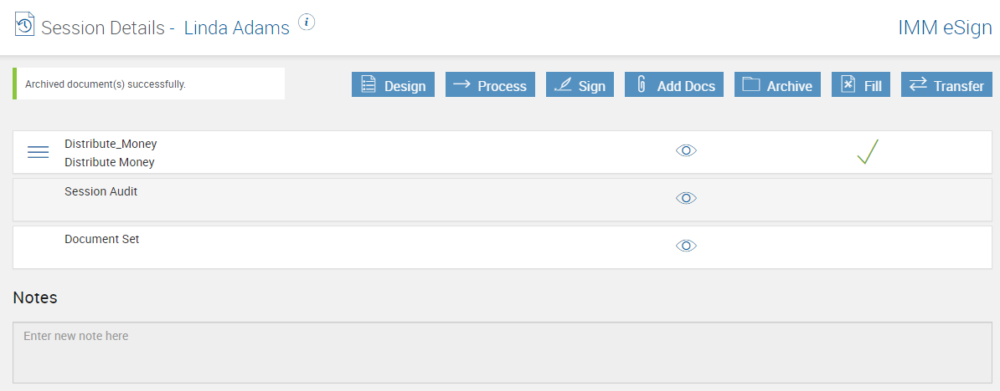 Session Details - Linda Adams i
IMM eSign
Archived document(s) successfully.
Design Process Sign Add Docs Archive Fill Transfer
Distribute_Money
Distribute Money
Session Audit
Document Set
Notes
Enter new note here